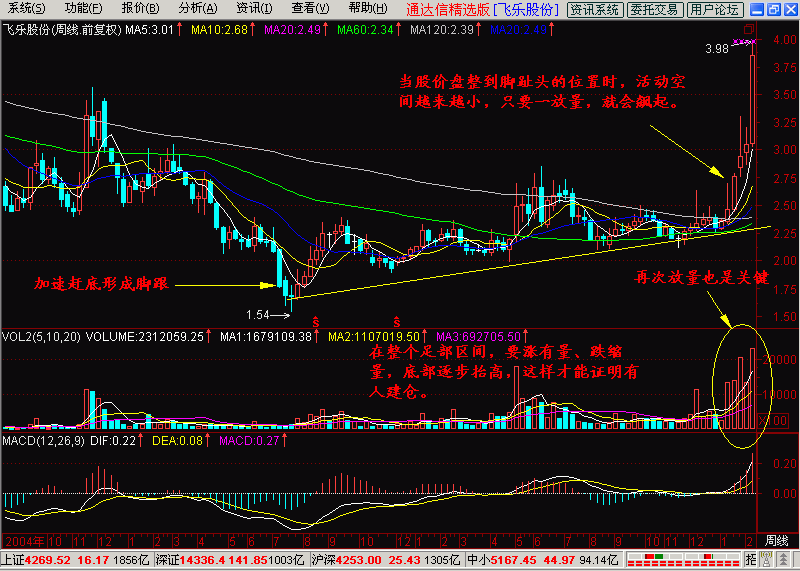 系统(S) 功能(F) 报价(B) 分析(A) 资讯(I) 查看(V) 帮助(H) 通达信精选版 [飞乐股份] 资讯系统 委托交易 用户论坛
飞乐股份(周线.前复权) MA5:3.01 MA10:2.68 MA20:2.49 MA60:2.34 MA120:2.39 MA20:2.49
4.00
3.98
3.75
当股价盘整到脚趾头的位置时，活动空
间越来越小，只要一放量，就会飙起。
3.50
3.25
3.00
2.75
2.50
2.25
2.00
再次放量也是关键
加速赶底形成脚跟
1.75
1.54
1.50
VOL2(5,10,20) VOLUME:2312059.25 MA1:1679109.38 MA2:1107019.50 MA3:692705.50
在整个足部区间，要涨有量、跌缩
量，底部逐步抬高，这样才能证明有
人建仓。
20000
10000
X100
MACD(12,26,9) DIF:0.22 DEA:0.08 MACD:0.27
0.20
0.00
2004年 10 11 12 1 2 3 4 5 6 7 8 9 10 12 1 2 3 4 5 6 7 8 9 10 11 12 1 2 周线
上证4269.52 16.17 1856亿 深证14336.4 141.85 1003亿 沪深4253.00 25.43 1305亿 中小5167.45 44.97 94.14亿 招